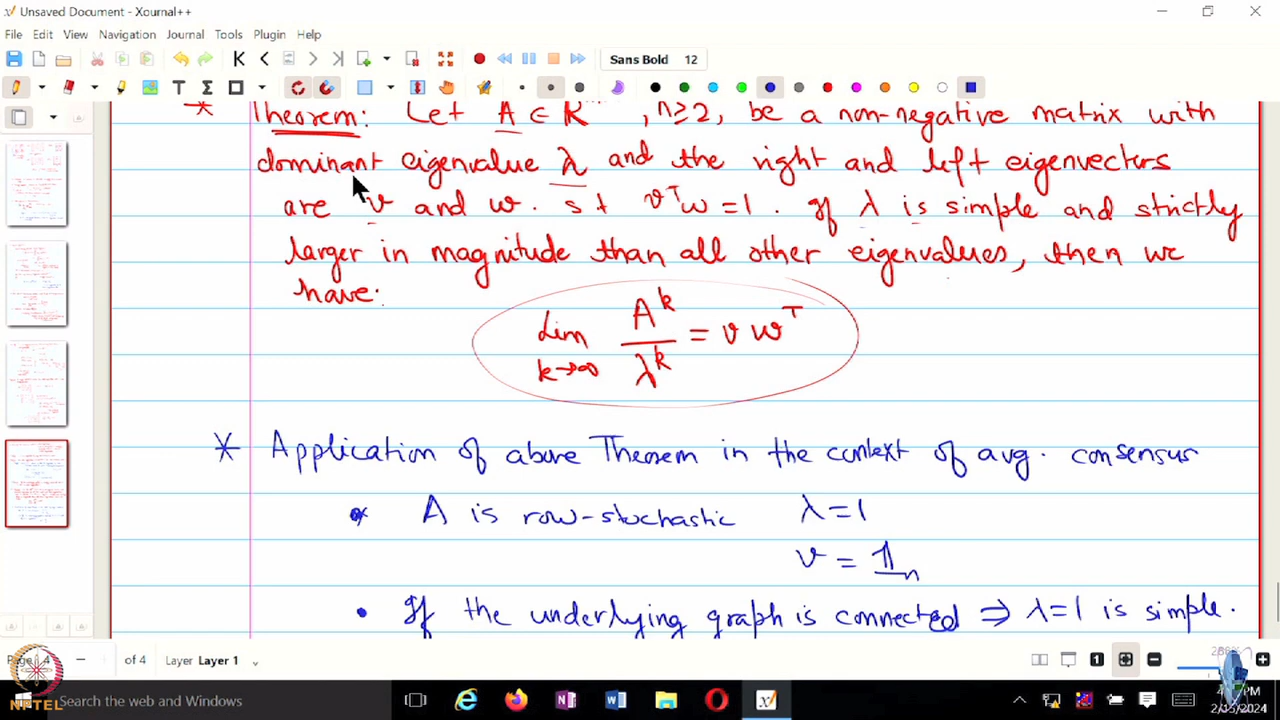 Unsaved Document - Xournal++
File Edit View Navigation Journal Tools Plugin Help
Sans Bold 12
* Theorem: Let A ∈ R , n≥2, be a non-negative matrix with
dominant eigenvalue λ and the right and left eigenvectors
are v and w. s t vᵀw = 1. If λ is simple and strictly
larger in magnitude than all other eigenvalues, then we
have:
lim k→∞ A^k / λ^k = v wᵀ
* Application of above Theorem in the context of avg. consensus
• A is row-stochastic λ = 1
v = 𝟙n
• If the underlying graph is connected ⇒ λ = 1 is simple.
Page 4 of 4 Layer Layer 1
NPTEL
Search the web and Windows
PM
2/13/2024